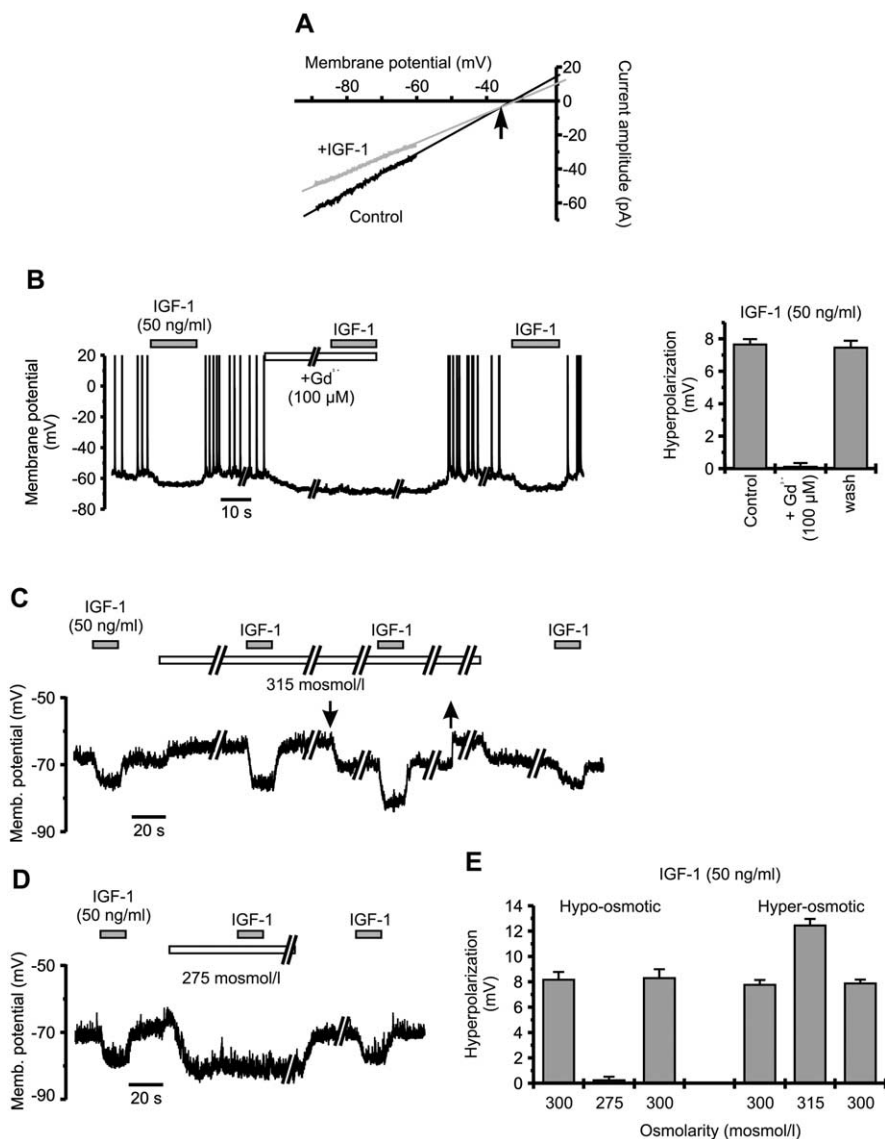 A
Membrane potential (mV)
-80 -60 -40
20
0
-20
-40
-60
Current amplitude (pA)
+IGF-1
Control
B
IGF-1
(50 ng/ml)
IGF-1
IGF-1
+Gd
(100 µM)
Membrane potential
(mV)
20
0
-20
-40
-60
-80
10 s
IGF-1 (50 ng/ml)
Hyperpolarization
(mV)
8
6
4
2
0
Control
+ Gd
(100 µM)
wash
C
IGF-1
(50 ng/ml)
IGF-1
IGF-1
IGF-1
315 mosmol/l
Memb. potential (mV)
-50
-70
-90
20 s
D
IGF-1
(50 ng/ml)
IGF-1
IGF-1
275 mosmol/l
Memb. potential (mV)
-50
-70
-90
20 s
E
IGF-1 (50 ng/ml)
Hypo-osmotic
Hyper-osmotic
Hyperpolarization
(mV)
14
12
10
8
6
4
2
0
300 275 300 300 315 300
Osmolarity (mosmol/l)